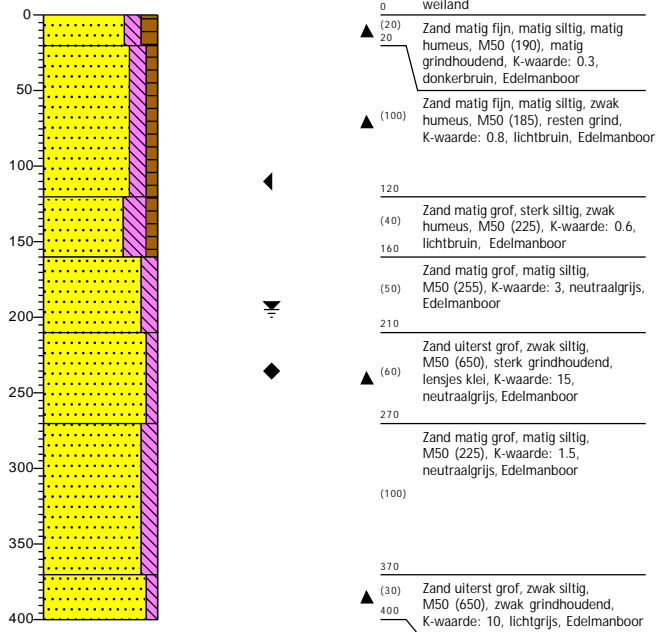 0 weiland
0
(20) Zand matig fijn, matig siltig, matig
20 humeus, M50 (190), matig
grindhoudend, K-waarde: 0.3,
donkerbruin, Edelmanboor
50
Zand matig fijn, matig siltig, zwak
(100) humeus, M50 (185), resten grind,
K-waarde: 0.8, lichtbruin, Edelmanboor
100
120
Zand matig grof, sterk siltig, zwak
(40) humeus, M50 (225), K-waarde: 0.6,
lichtbruin, Edelmanboor
150
160
Zand matig grof, matig siltig,
(50) M50 (255), K-waarde: 3, neutraalgrijs,
Edelmanboor
200
210
Zand uiterst grof, zwak siltig,
M50 (650), sterk grindhoudend,
(60) lensjes klei, K-waarde: 15,
neutraalgrijs, Edelmanboor
250
270
Zand matig grof, matig siltig,
M50 (225), K-waarde: 1.5,
neutraalgrijs, Edelmanboor
300
(100)
350
370
(30) Zand uiterst grof, zwak siltig,
M50 (650), zwak grindhoudend,
400 K-waarde: 10, lichtgrijs, Edelmanboor
400